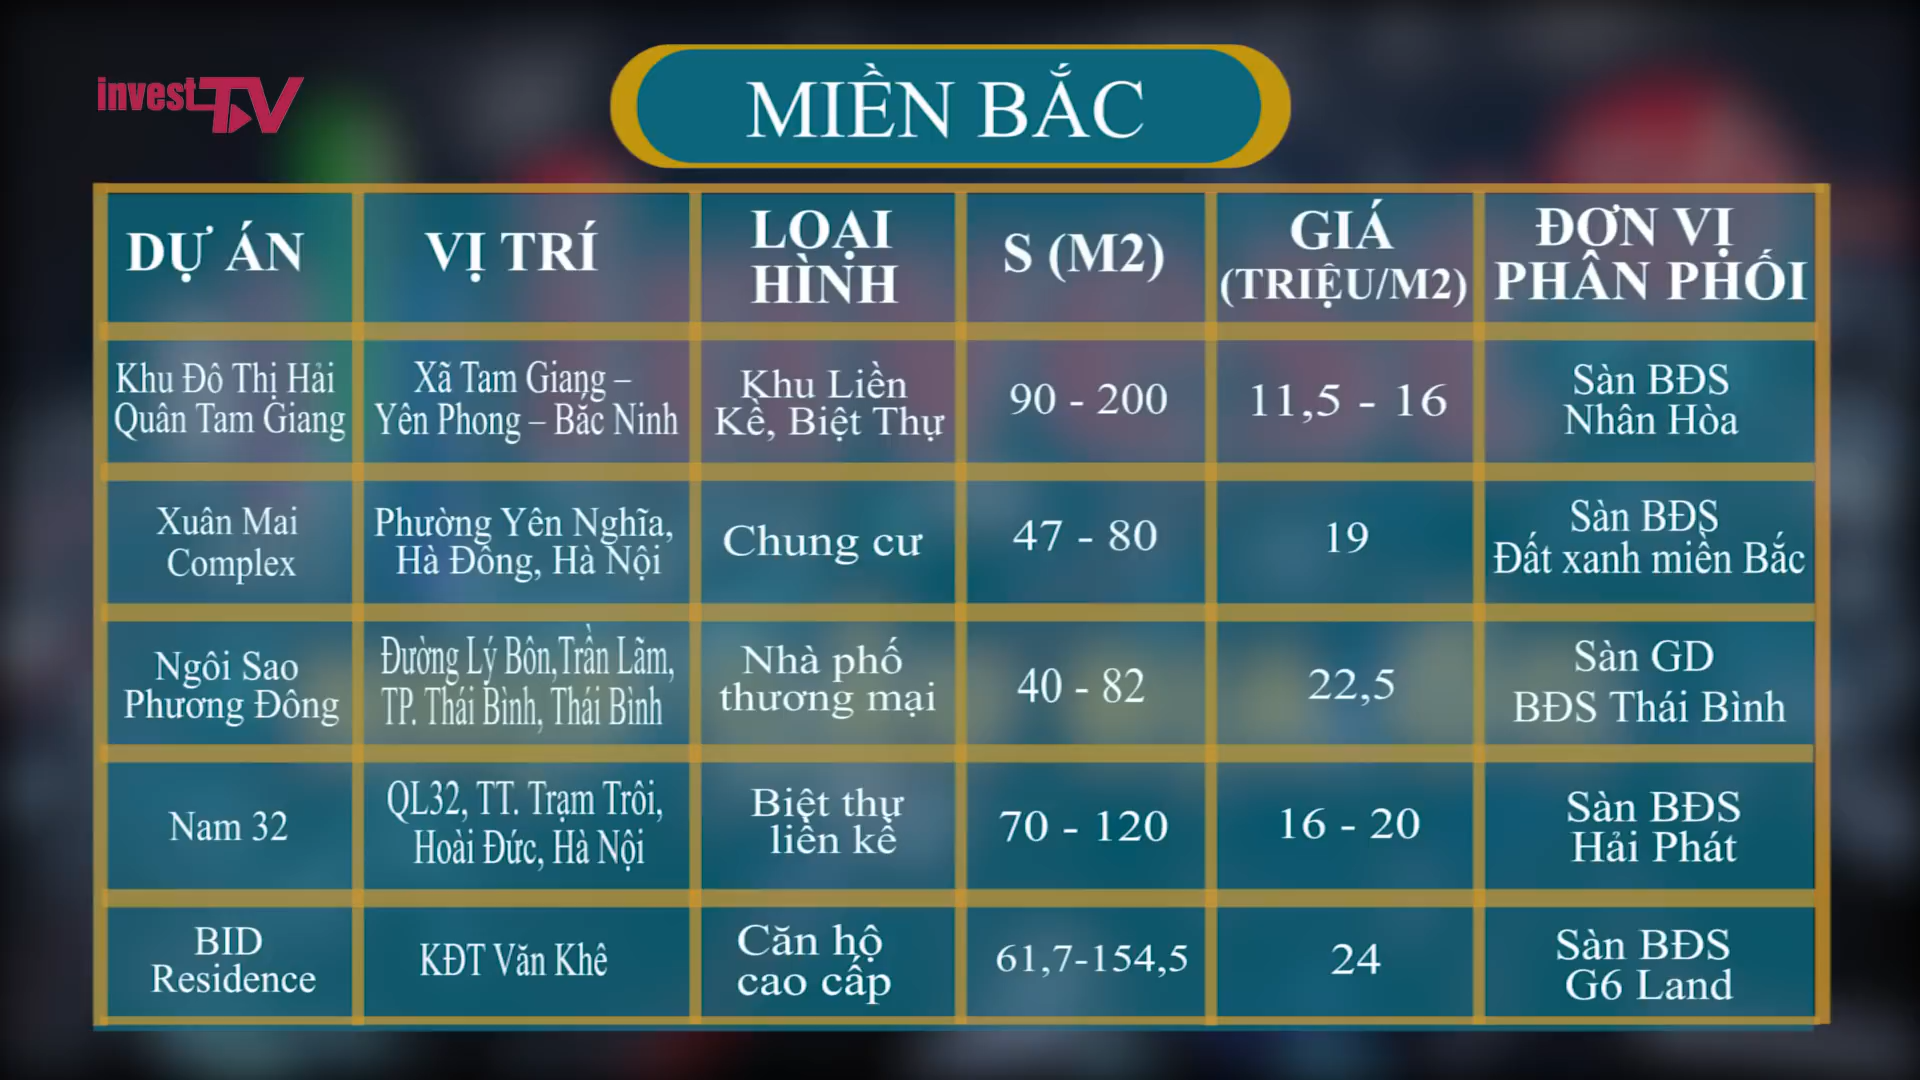 invest TV
MIỀN BẮC
DỰ ÁN
VỊ TRÍ
LOẠI
HÌNH
S (M2)
GIÁ
(TRIỆU/M2)
ĐƠN VỊ
PHÂN PHỐI
Khu Đô Thị Hải
Quân Tam Giang
Xã Tam Giang –
Yên Phong – Bắc Ninh
Khu Liền
Kề, Biệt Thự
90 - 200
11,5 - 16
Sàn BĐS
Nhân Hòa
Xuân Mai
Complex
Phường Yên Nghĩa,
Hà Đông, Hà Nội
Chung cư
47 - 80
19
Sàn BĐS
Đất xanh miền Bắc
Ngôi Sao
Phương Đông
Đường Lý Bôn,Trần Lãm,
TP. Thái Bình, Thái Bình
Nhà phố
thương mại
40 - 82
22,5
Sàn GD
BĐS Thái Bình
Nam 32
QL32, TT. Trạm Trôi,
Hoài Đức, Hà Nội
Biệt thự
liền kề
70 - 120
16 - 20
Sàn BĐS
Hải Phát
BID
Residence
KĐT Văn Khê
Căn hộ
cao cấp
61,7-154,5
24
Sàn BĐS
G6 Land